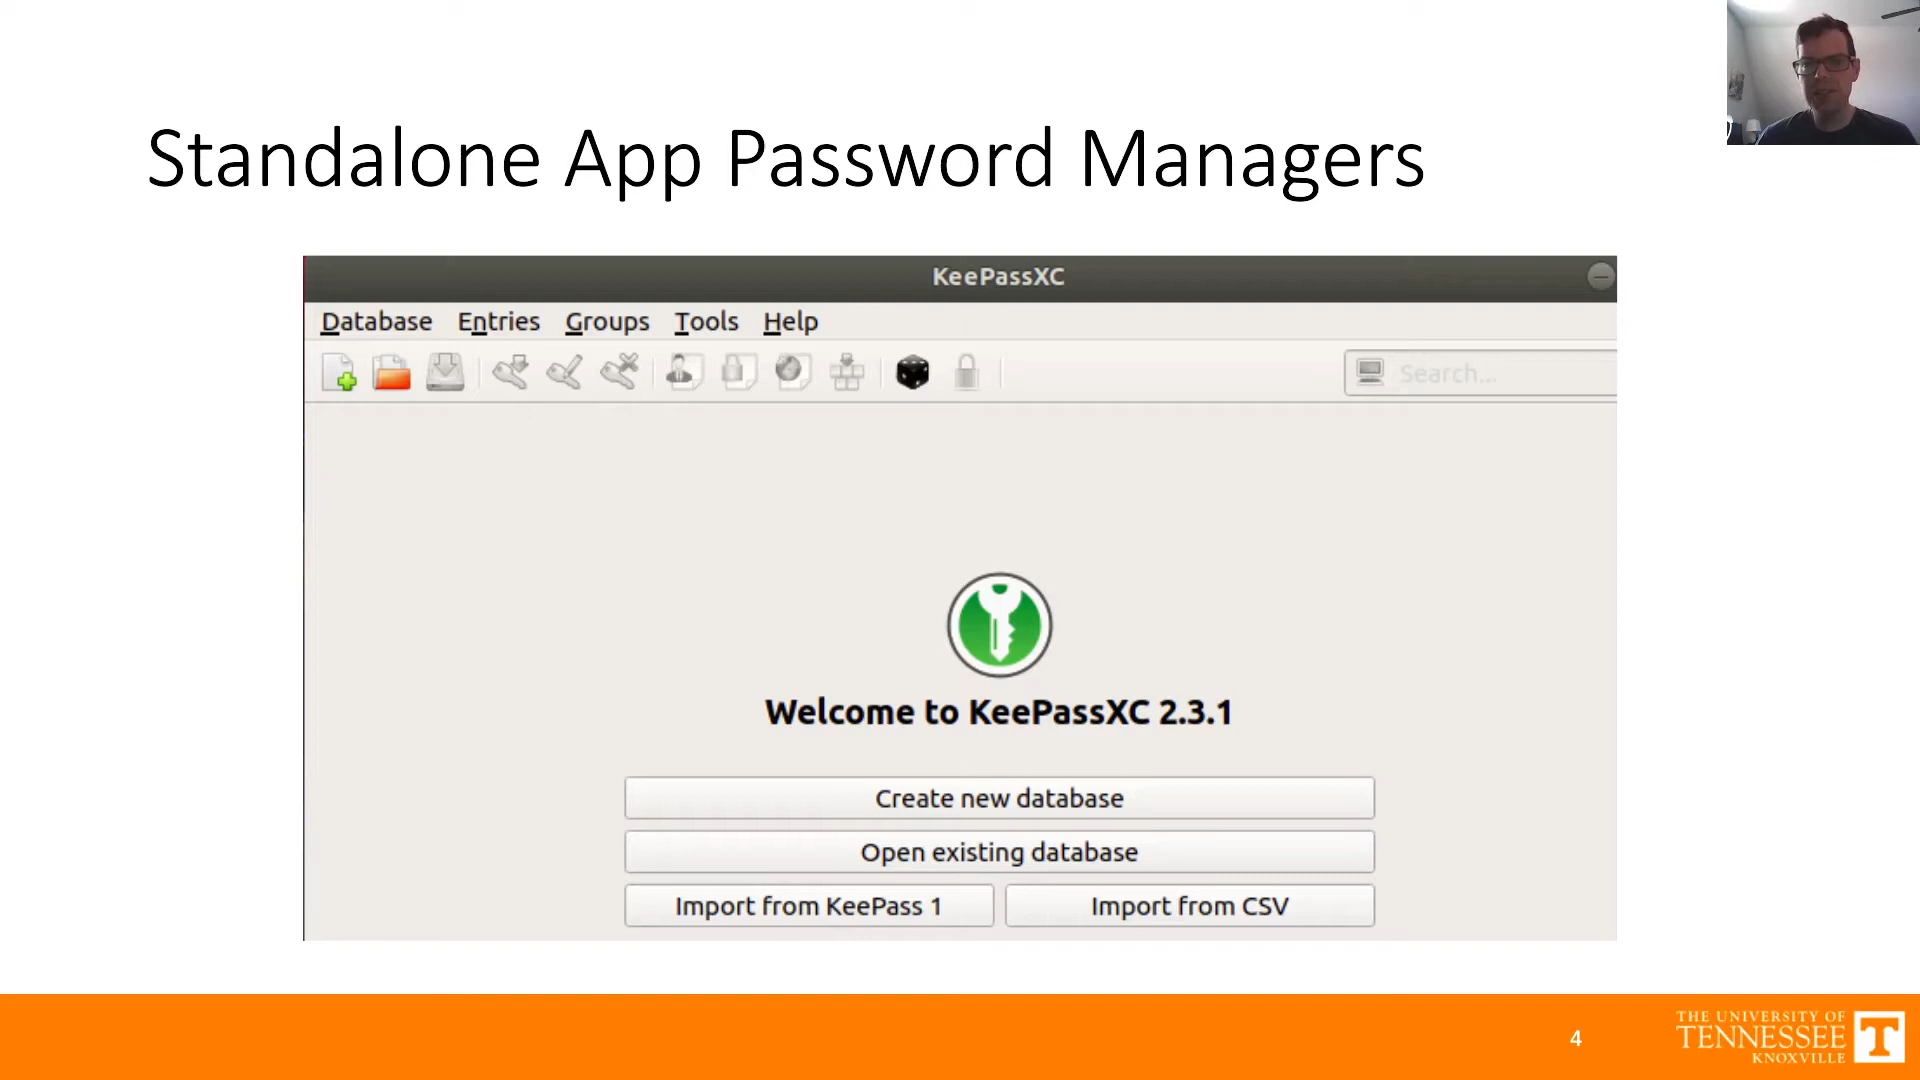 Standalone App Password Managers
KeePassXC
Database Entries Groups Tools Help
Search...
Welcome to KeePassXC 2.3.1
Create new database
Open existing database
Import from KeePass 1
Import from CSV
4
THE UNIVERSITY OF
TENNESSEE
KNOXVILLE
T